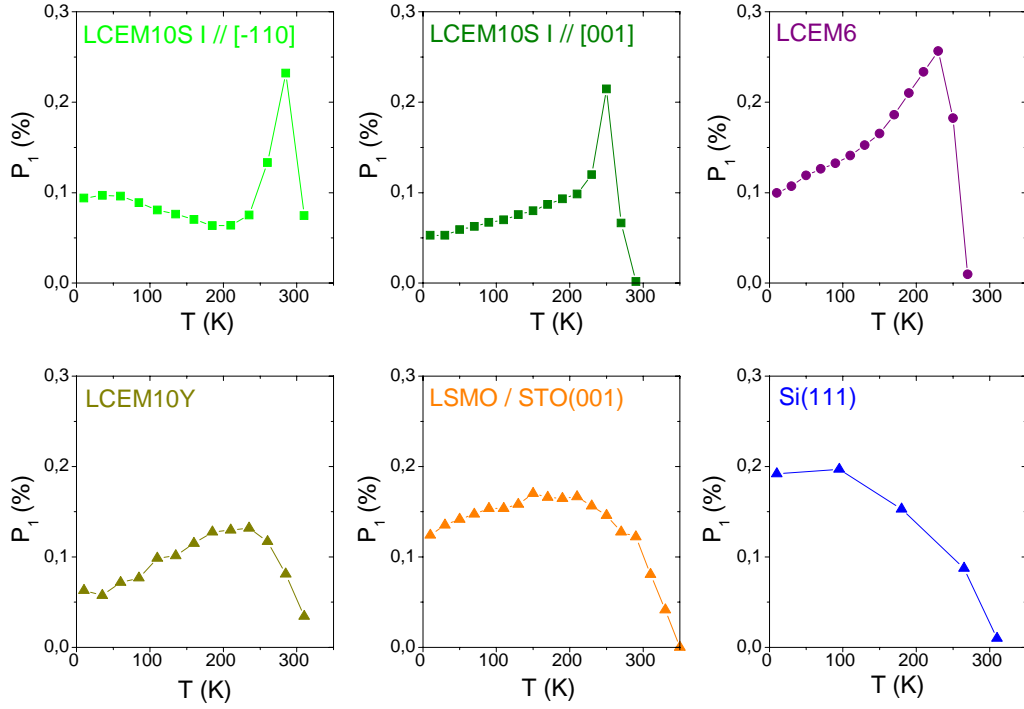 LCEM10S I // [-110]
P1 (%)
0,3
0,2
0,1
0,0
0 100 200 300
T (K)
LCEM10S I // [001]
P1 (%)
0,3
0,2
0,1
0,0
0 100 200 300
T (K)
LCEM6
P1 (%)
0,3
0,2
0,1
0,0
0 100 200 300
T (K)
LCEM10Y
P1 (%)
0,3
0,2
0,1
0,0
0 100 200 300
T (K)
LSMO / STO(001)
P1 (%)
0,3
0,2
0,1
0,0
0 100 200 300
T (K)
Si(111)
P1 (%)
0,3
0,2
0,1
0,0
0 100 200 300
T (K)